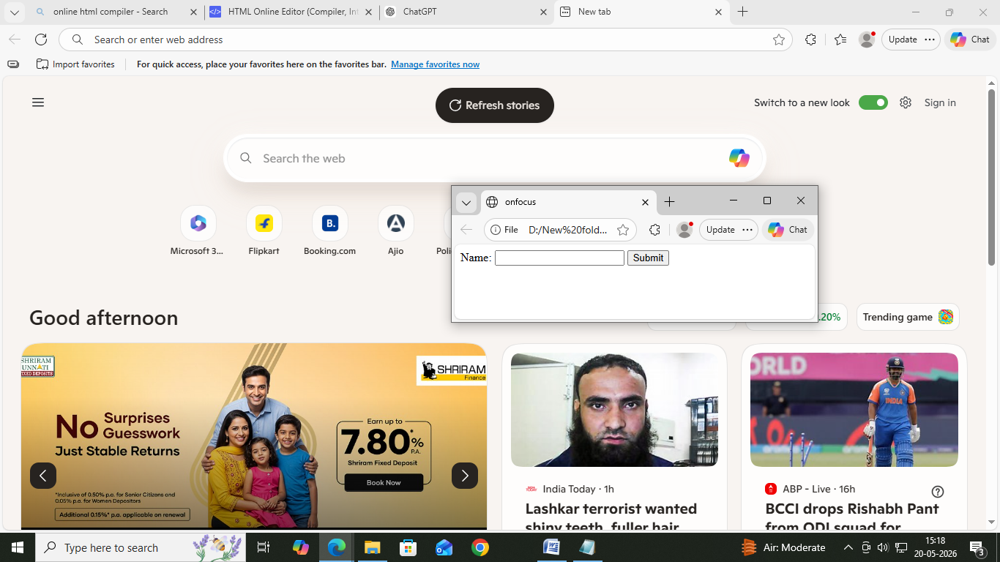 online html compiler - Search
HTML Online Editor (Compiler, Int
ChatGPT
New tab
Search or enter web address
Update
Chat
Import favorites
For quick access, place your favorites here on the favorites bar. Manage favorites now
Refresh stories
Switch to a new look
Sign in
Search the web
Microsoft 3...
Flipkart
B.
Booking.com
Ajio
Poli
onfocus
File
D:/New%20fold...
Update
Chat
Name:
Submit
Good afternoon
.20%
Trending game
SHRIRAM
UNNATI
FIXED DEPOSITS
SHRIRAM
Finance
No Surprises
Guesswork
Just Stable Returns
Earn up to
7.80*%
P.A.
Shriram Fixed Deposit
Book Now
*Inclusive of 0.50% p.a. for Senior Citizens and
0.05% p.a. for Women Depositors
Additional 0.15%* p.a. applicable on renewal
India Today · 1h
Lashkar terrorist wanted
shiny teeth, fuller hair
ORLD
INDIA
ABP - Live · 16h
BCCI drops Rishabh Pant
from ODI squad for
Type here to search
Air: Moderate
15:18
20-05-2026
3